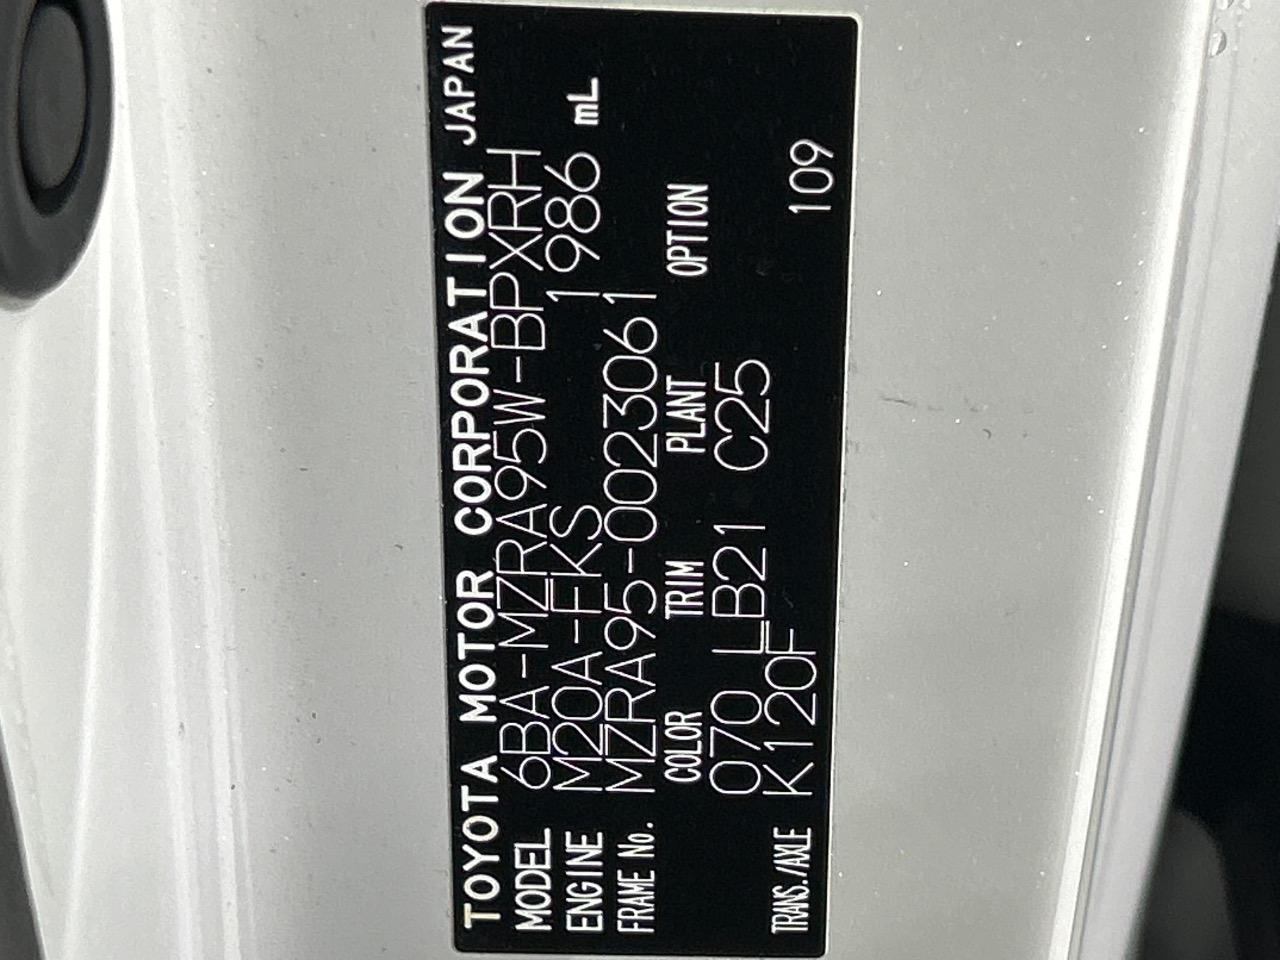 TOYOTA MOTOR CORPORATION JAPAN
MODEL 6BA-MZRA95W-BPXRH
ENGINE M20A-FKS 1986 mL
FRAME No. MZRA95-0023061
COLOR TRIM PLANT OPTION
070 LB21 C25
TRANS./AXLE K120F 109